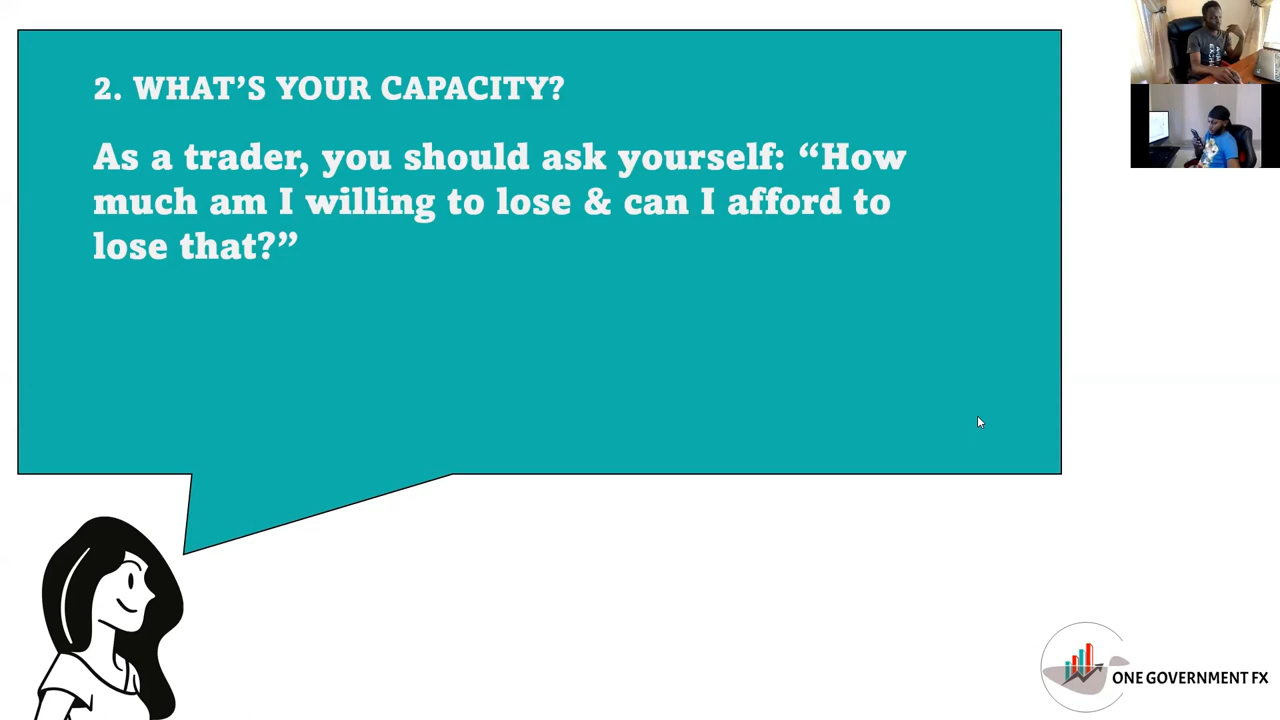 2. WHAT’S YOUR CAPACITY?
As a trader, you should ask yourself: “How
much am I willing to lose & can I afford to
lose that?”
ONE GOVERNMENT FX